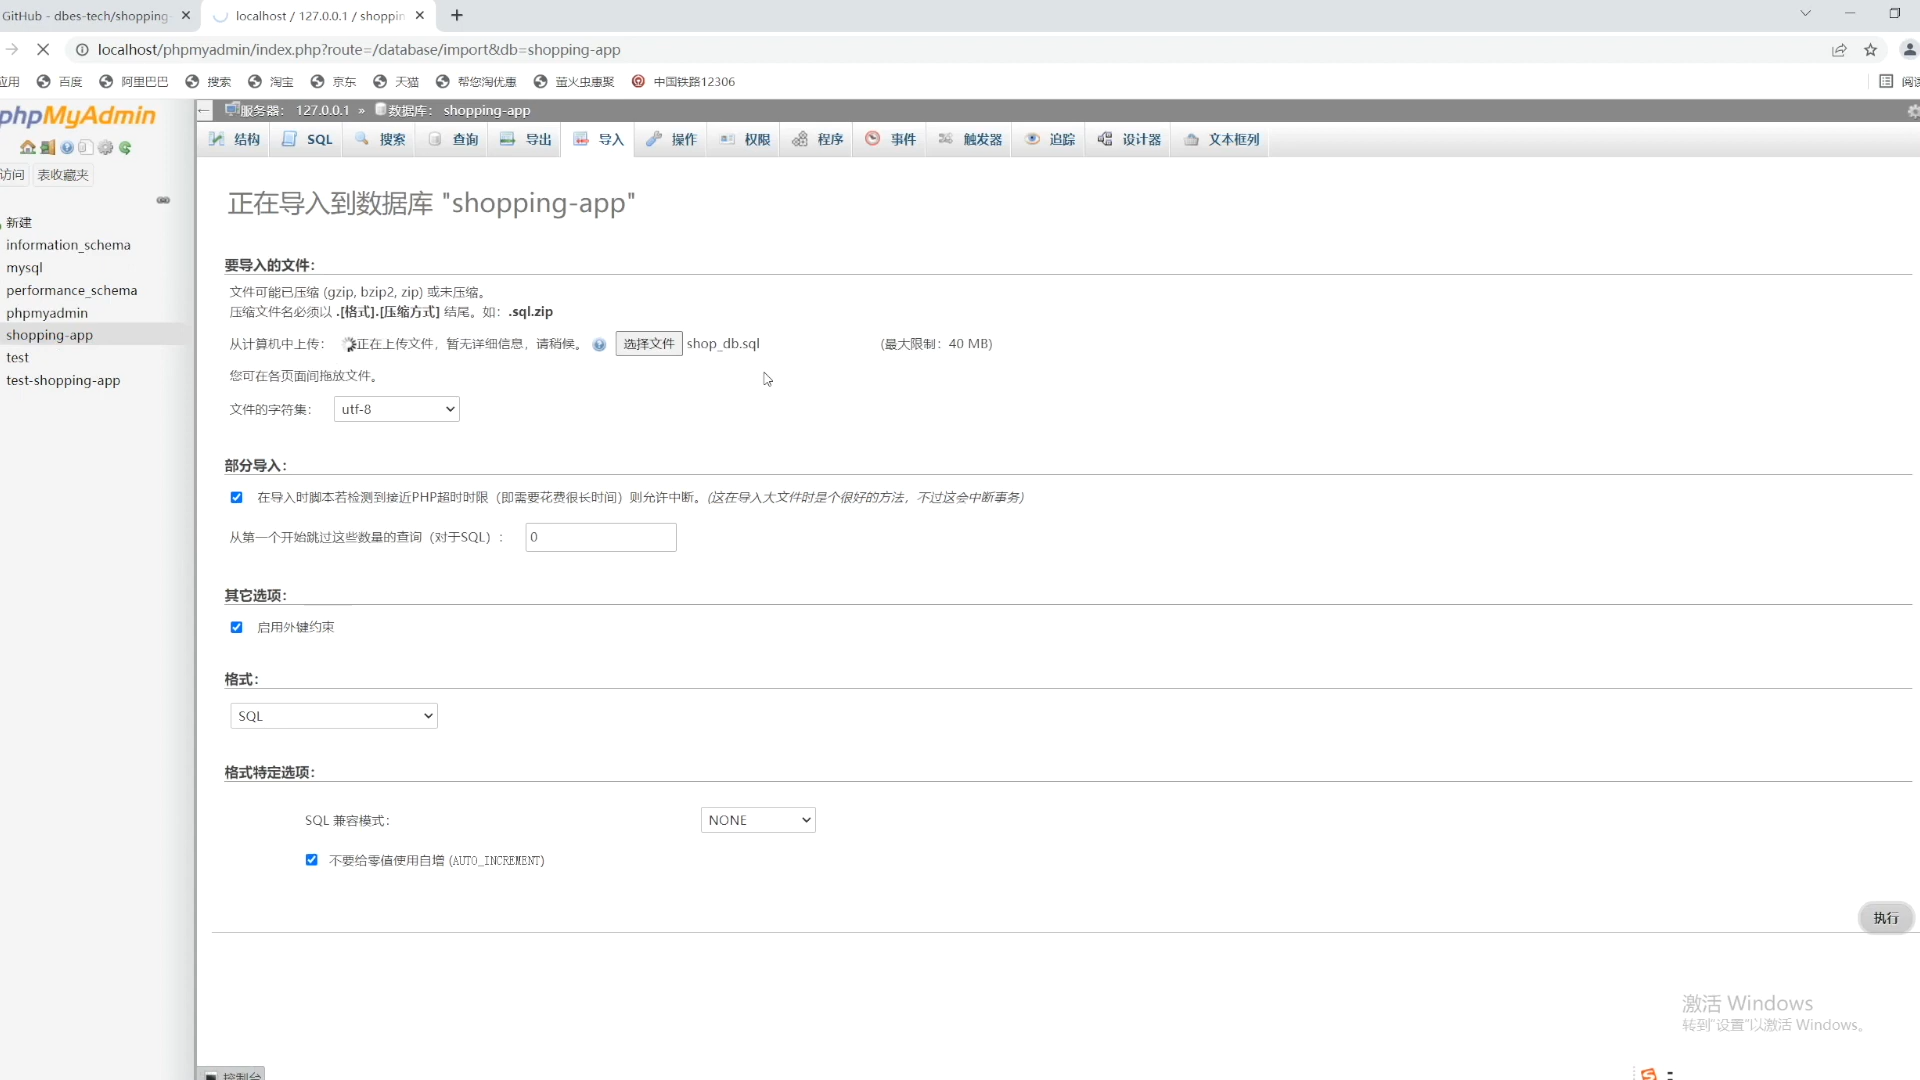 GitHub - dbes-tech/shopping-
localhost / 127.0.0.1 / shoppin
localhost/phpmyadmin/index.php?route=/database/import&db=shopping-app
应用 百度 阿里巴巴 搜索 淘宝 京东 天猫 帮您淘优惠 萤火虫惠聚 中国铁路12306 阅读
phpMyAdmin
服务器: 127.0.0.1 » 数据库: shopping-app
结构 SQL 搜索 查询 导出 导入 操作 权限 程序 事件 触发器 追踪 设计器 文本框列
访问 表收藏夹
新建
information_schema
mysql
performance_schema
phpmyadmin
shopping-app
test
test-shopping-app
正在导入到数据库 "shopping-app"
要导入的文件:
文件可能已压缩 (gzip, bzip2, zip) 或未压缩。
压缩文件名必须以 .[格式].[压缩方式] 结尾。如: .sql.zip
从计算机中上传: 正在上传文件，暂无详细信息，请稍候。 选择文件 shop_db.sql (最大限制: 40 MB)
您可在各页面间拖放文件。
文件的字符集: utf-8
部分导入:
在导入时脚本若检测到接近PHP超时时限（即需要花费很长时间）则允许中断。(这在导入大文件时是个很好的方法，不过这会中断事务)
从第一个开始跳过这些数量的查询（对于SQL）: 0
其它选项:
启用外键约束
格式:
SQL
格式特定选项:
SQL 兼容模式: NONE
不要给零值使用自增 (AUTO_INCREMENT)
执行
激活 Windows
转到"设置"以激活 Windows。
控制台